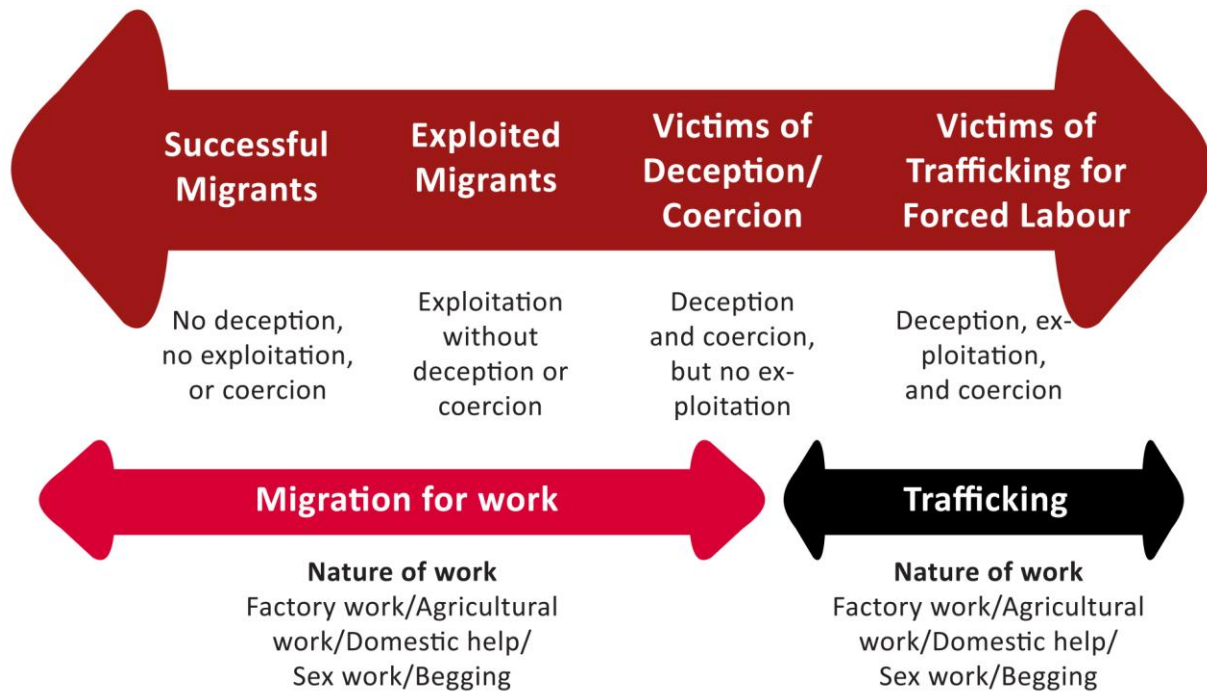 Successful
Migrants
Exploited
Migrants
Victims of
Deception/
Coercion
Victims of
Trafficking for
Forced Labour
No deception,
no exploitation,
or coercion
Exploitation
without
deception or
coercion
Deception
and coercion,
but no ex-
ploitation
Deception, ex-
ploitation,
and coercion
Migration for work
Trafficking
Nature of work
Factory work/Agricultural
work/Domestic help/
Sex work/Begging
Nature of work
Factory work/Agricultural
work/Domestic help/
Sex work/Begging